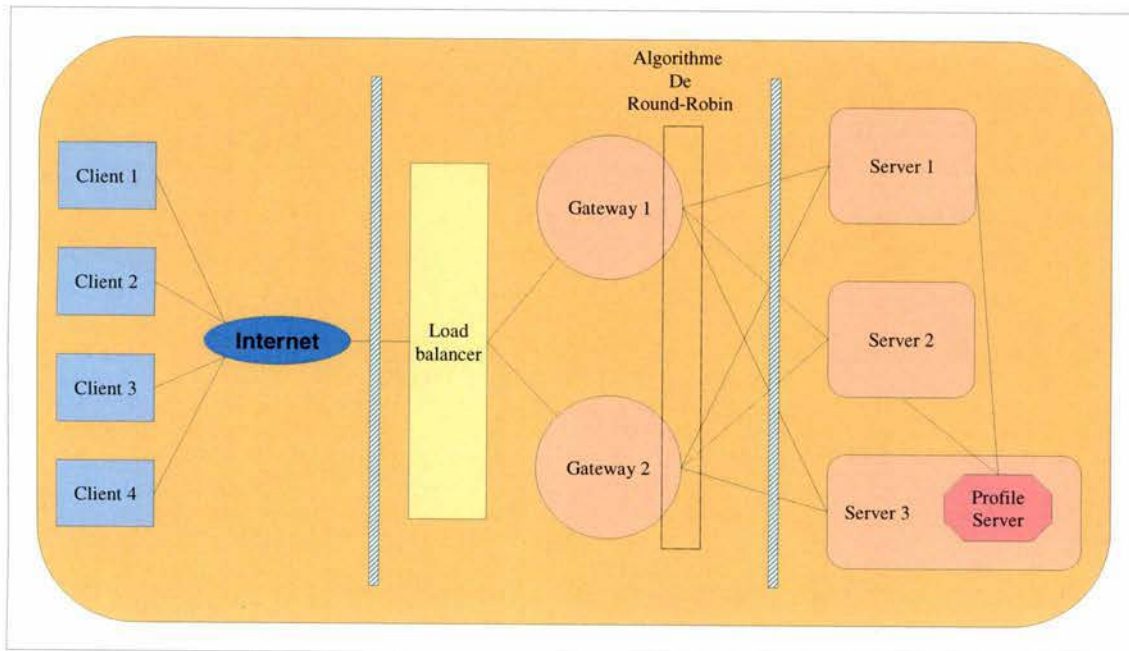 Algorithme
De
Round-Robin
Client 1
Client 2
Client 3
Client 4
Internet
Load
balancer
Gateway 1
Gateway 2
Server 1
Server 2
Server 3
Profile
Server